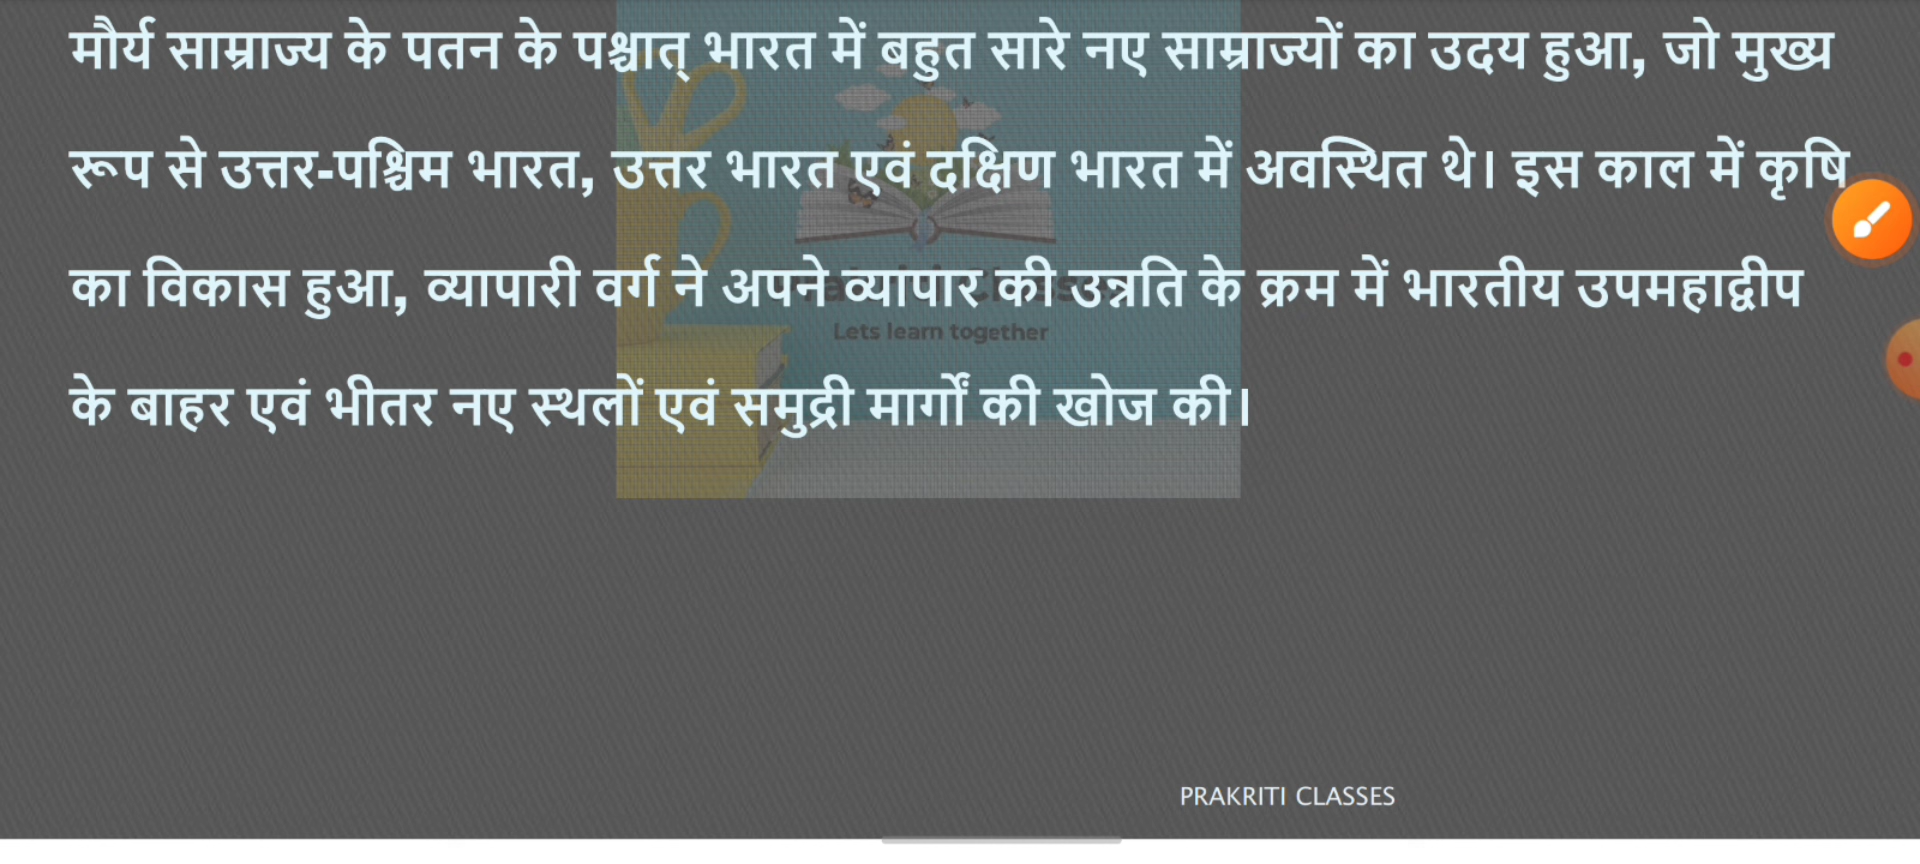 मौर्य साम्राज्य के पतन के पश्चात् भारत में बहुत सारे नए साम्राज्यों का उदय हुआ, जो मुख्य
रूप से उत्तर-पश्चिम भारत, उत्तर भारत एवं दक्षिण भारत में अवस्थित थे। इस काल में कृषि
का विकास हुआ, व्यापारी वर्ग ने अपने व्यापार की उन्नति के क्रम में भारतीय उपमहाद्वीप
Lets learn together
के बाहर एवं भीतर नए स्थलों एवं समुद्री मार्गों की खोज की।
PRAKRITI CLASSES